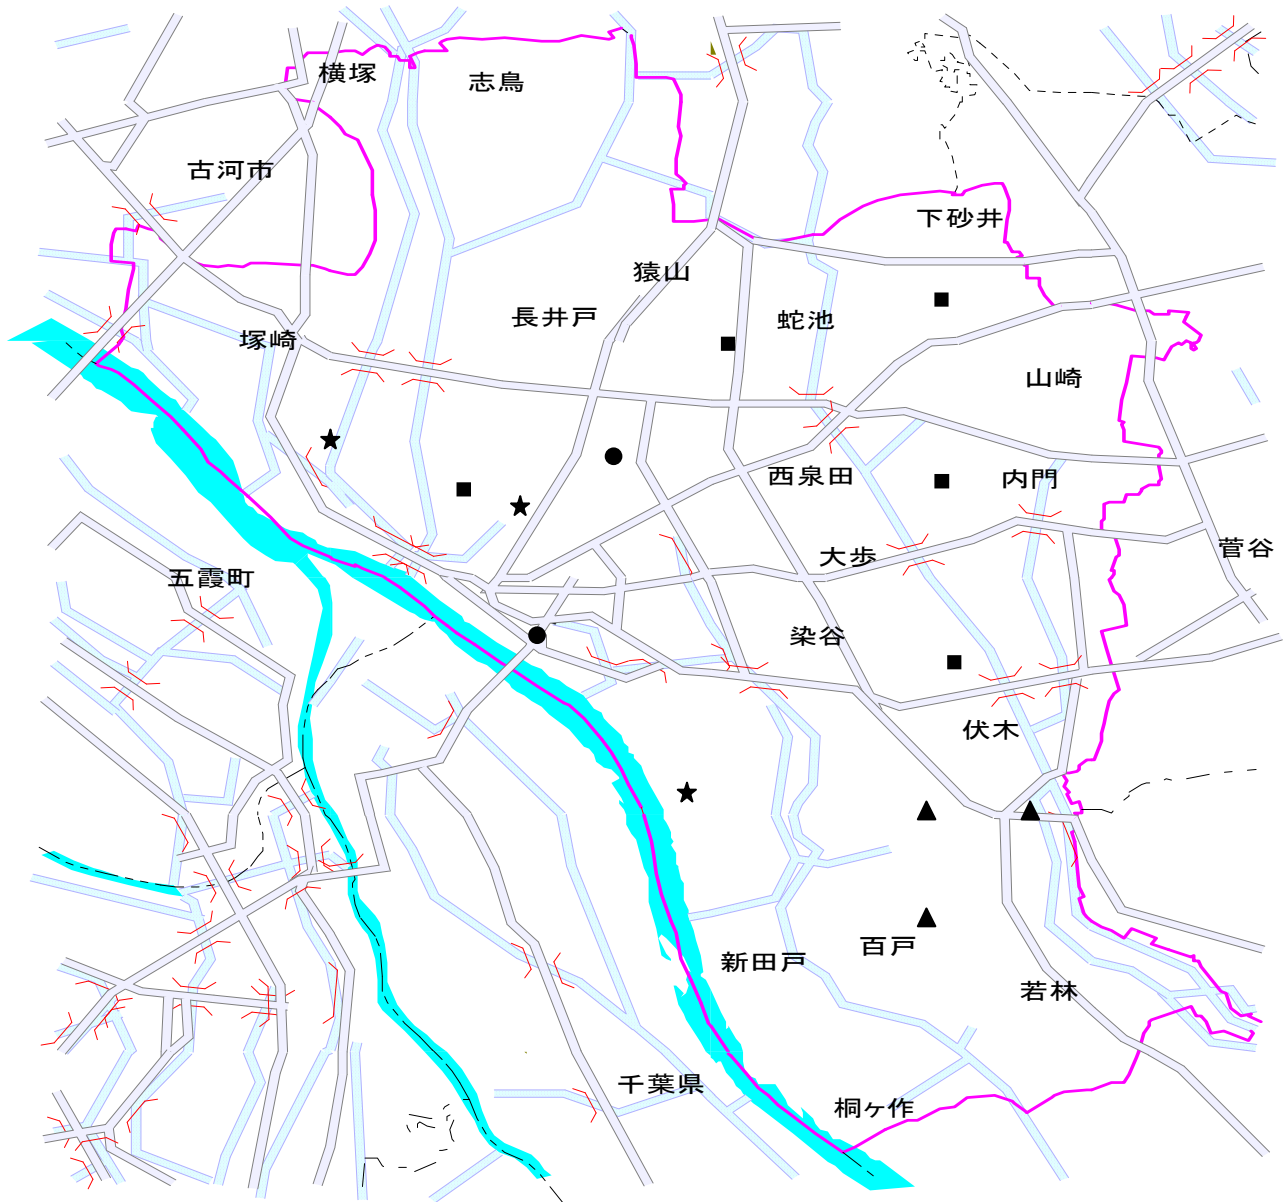 横塚
志鳥
古河市
下砂井
猿山
長井戸
蛇池
塚崎
山崎
西泉田
内門
菅谷
大歩
五霞町
染谷
伏木
百戸
新田戸
若林
千葉県
桐ヶ作